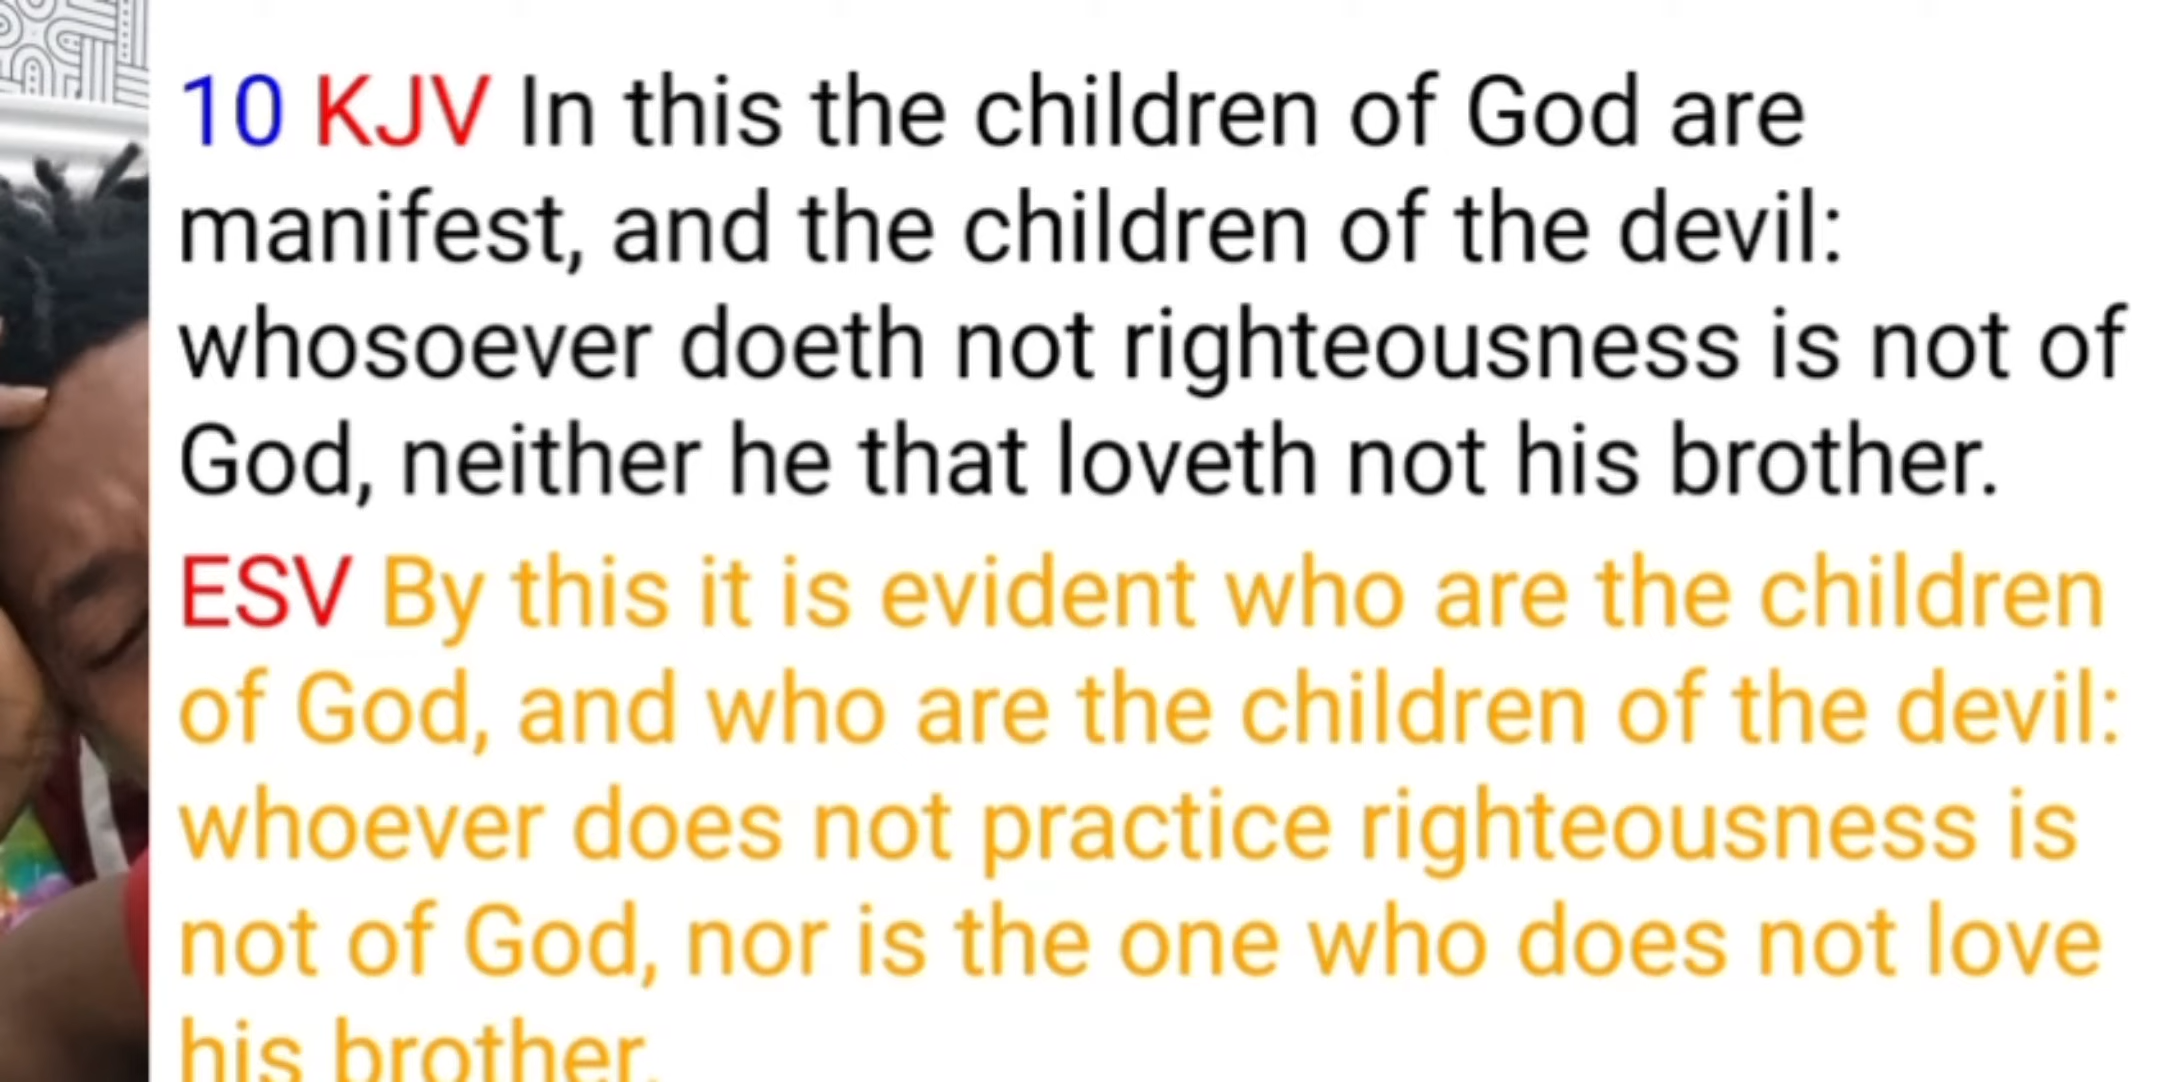 10 KJV In this the children of God are
manifest, and the children of the devil:
whosoever doeth not righteousness is not of
God, neither he that loveth not his brother.
ESV By this it is evident who are the children
of God, and who are the children of the devil:
whoever does not practice righteousness is
not of God, nor is the one who does not love
his brother.